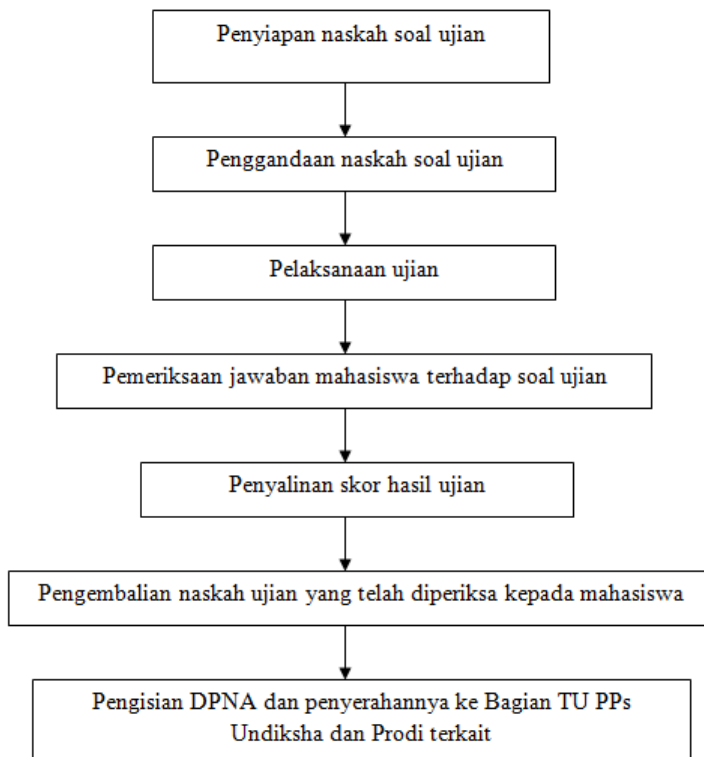 Penyiapan naskah soal ujian
Penggandaan naskah soal ujian
Pelaksanaan ujian
Pemeriksaan jawaban mahasiswa terhadap soal ujian
Penyalinan skor hasil ujian
Pengembalian naskah ujian yang telah diperiksa kepada mahasiswa
Pengisian DPNA dan penyerahannya ke Bagian TU PPs
Undiksha dan Prodi terkait